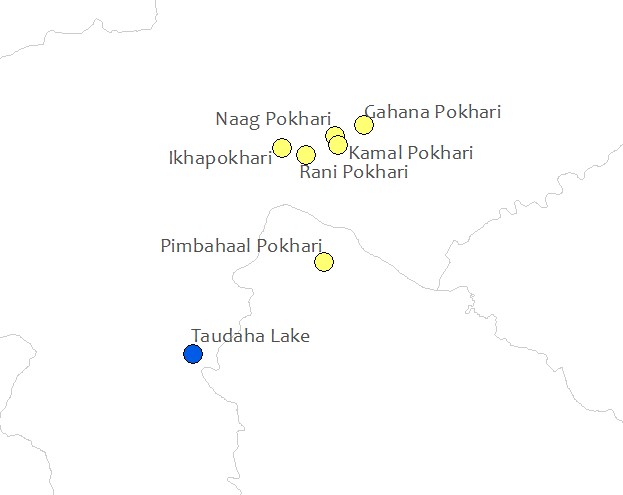 Gahana Pokhari
Naag Pokhari
Kamal Pokhari
Ikhapokhari
Rani Pokhari
Pimbahaal Pokhari
Taudaha Lake